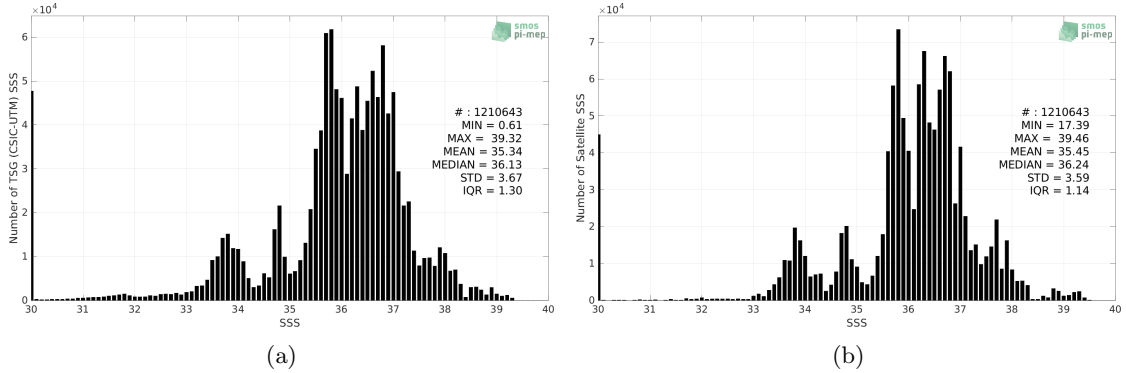 ×10⁴
smos
pi-mep
6
5
4
3
2
1
0
Number of TSG (CSIC-UTM) SSS
# : 1210643
MIN = 0.61
MAX = 39.32
MEAN = 35.34
MEDIAN = 36.13
STD = 3.67
IQR = 1.30
30 31 32 33 34 35 36 37 38 39 40
SSS
(a)
×10⁴
smos
pi-mep
7
6
5
4
3
2
1
0
Number of Satellite SSS
# : 1210643
MIN = 17.39
MAX = 39.46
MEAN = 35.45
MEDIAN = 36.24
STD = 3.59
IQR = 1.14
30 31 32 33 34 35 36 37 38 39 40
SSS
(b)